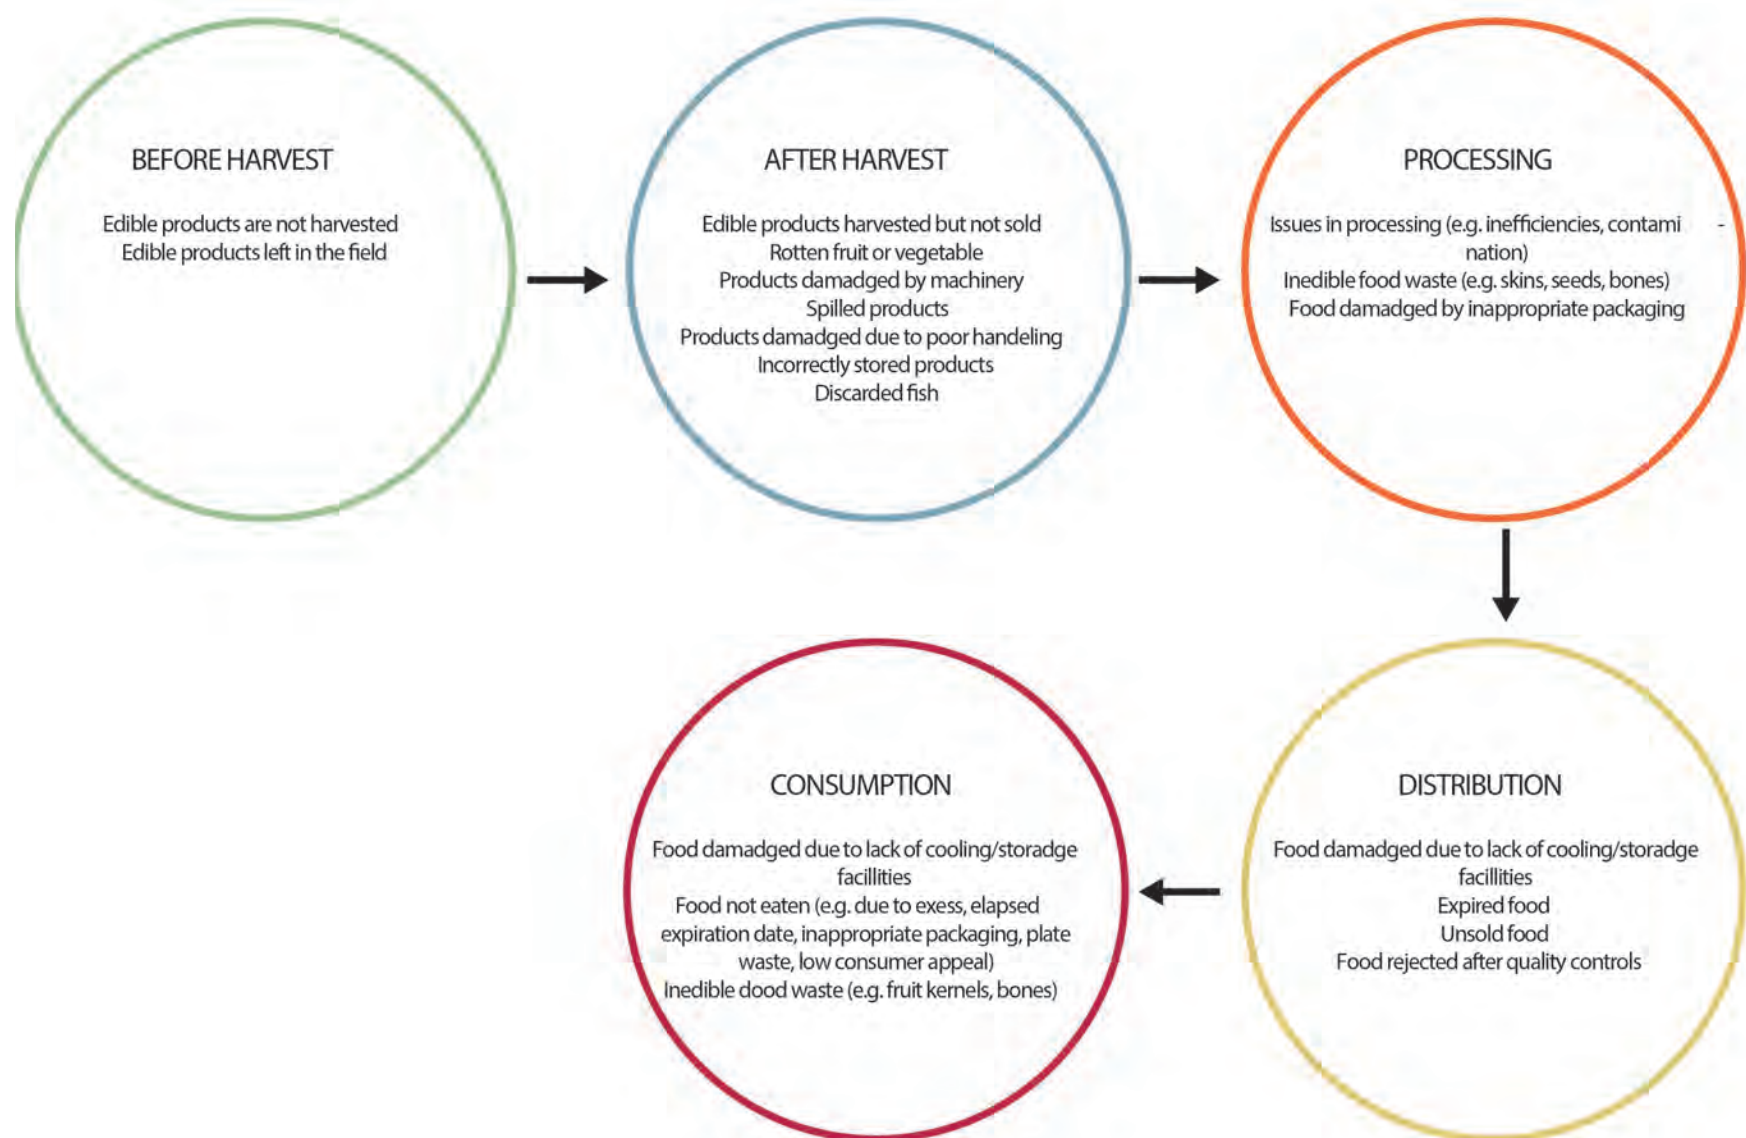 BEFORE HARVEST
Edible products are not harvested
Edible products left in the field
AFTER HARVEST
Edible products harvested but not sold
Rotten fruit or vegetable
Products damadged by machinery
Spilled products
Products damadged due to poor handeling
Incorrectly stored products
Discarded fish
PROCESSING
Issues in processing (e.g. inefficiencies, contami -
nation)
Inedible food waste (e.g. skins, seeds, bones)
Food damadged by inappropriate packaging
DISTRIBUTION
Food damadged due to lack of cooling/storadge
facillities
Expired food
Unsold food
Food rejected after quality controls
CONSUMPTION
Food damadged due to lack of cooling/storadge
facillities
Food not eaten (e.g. due to exess, elapsed
expiration date, inappropriate packaging, plate
waste, low consumer appeal)
Inedible dood waste (e.g. fruit kernels, bones)